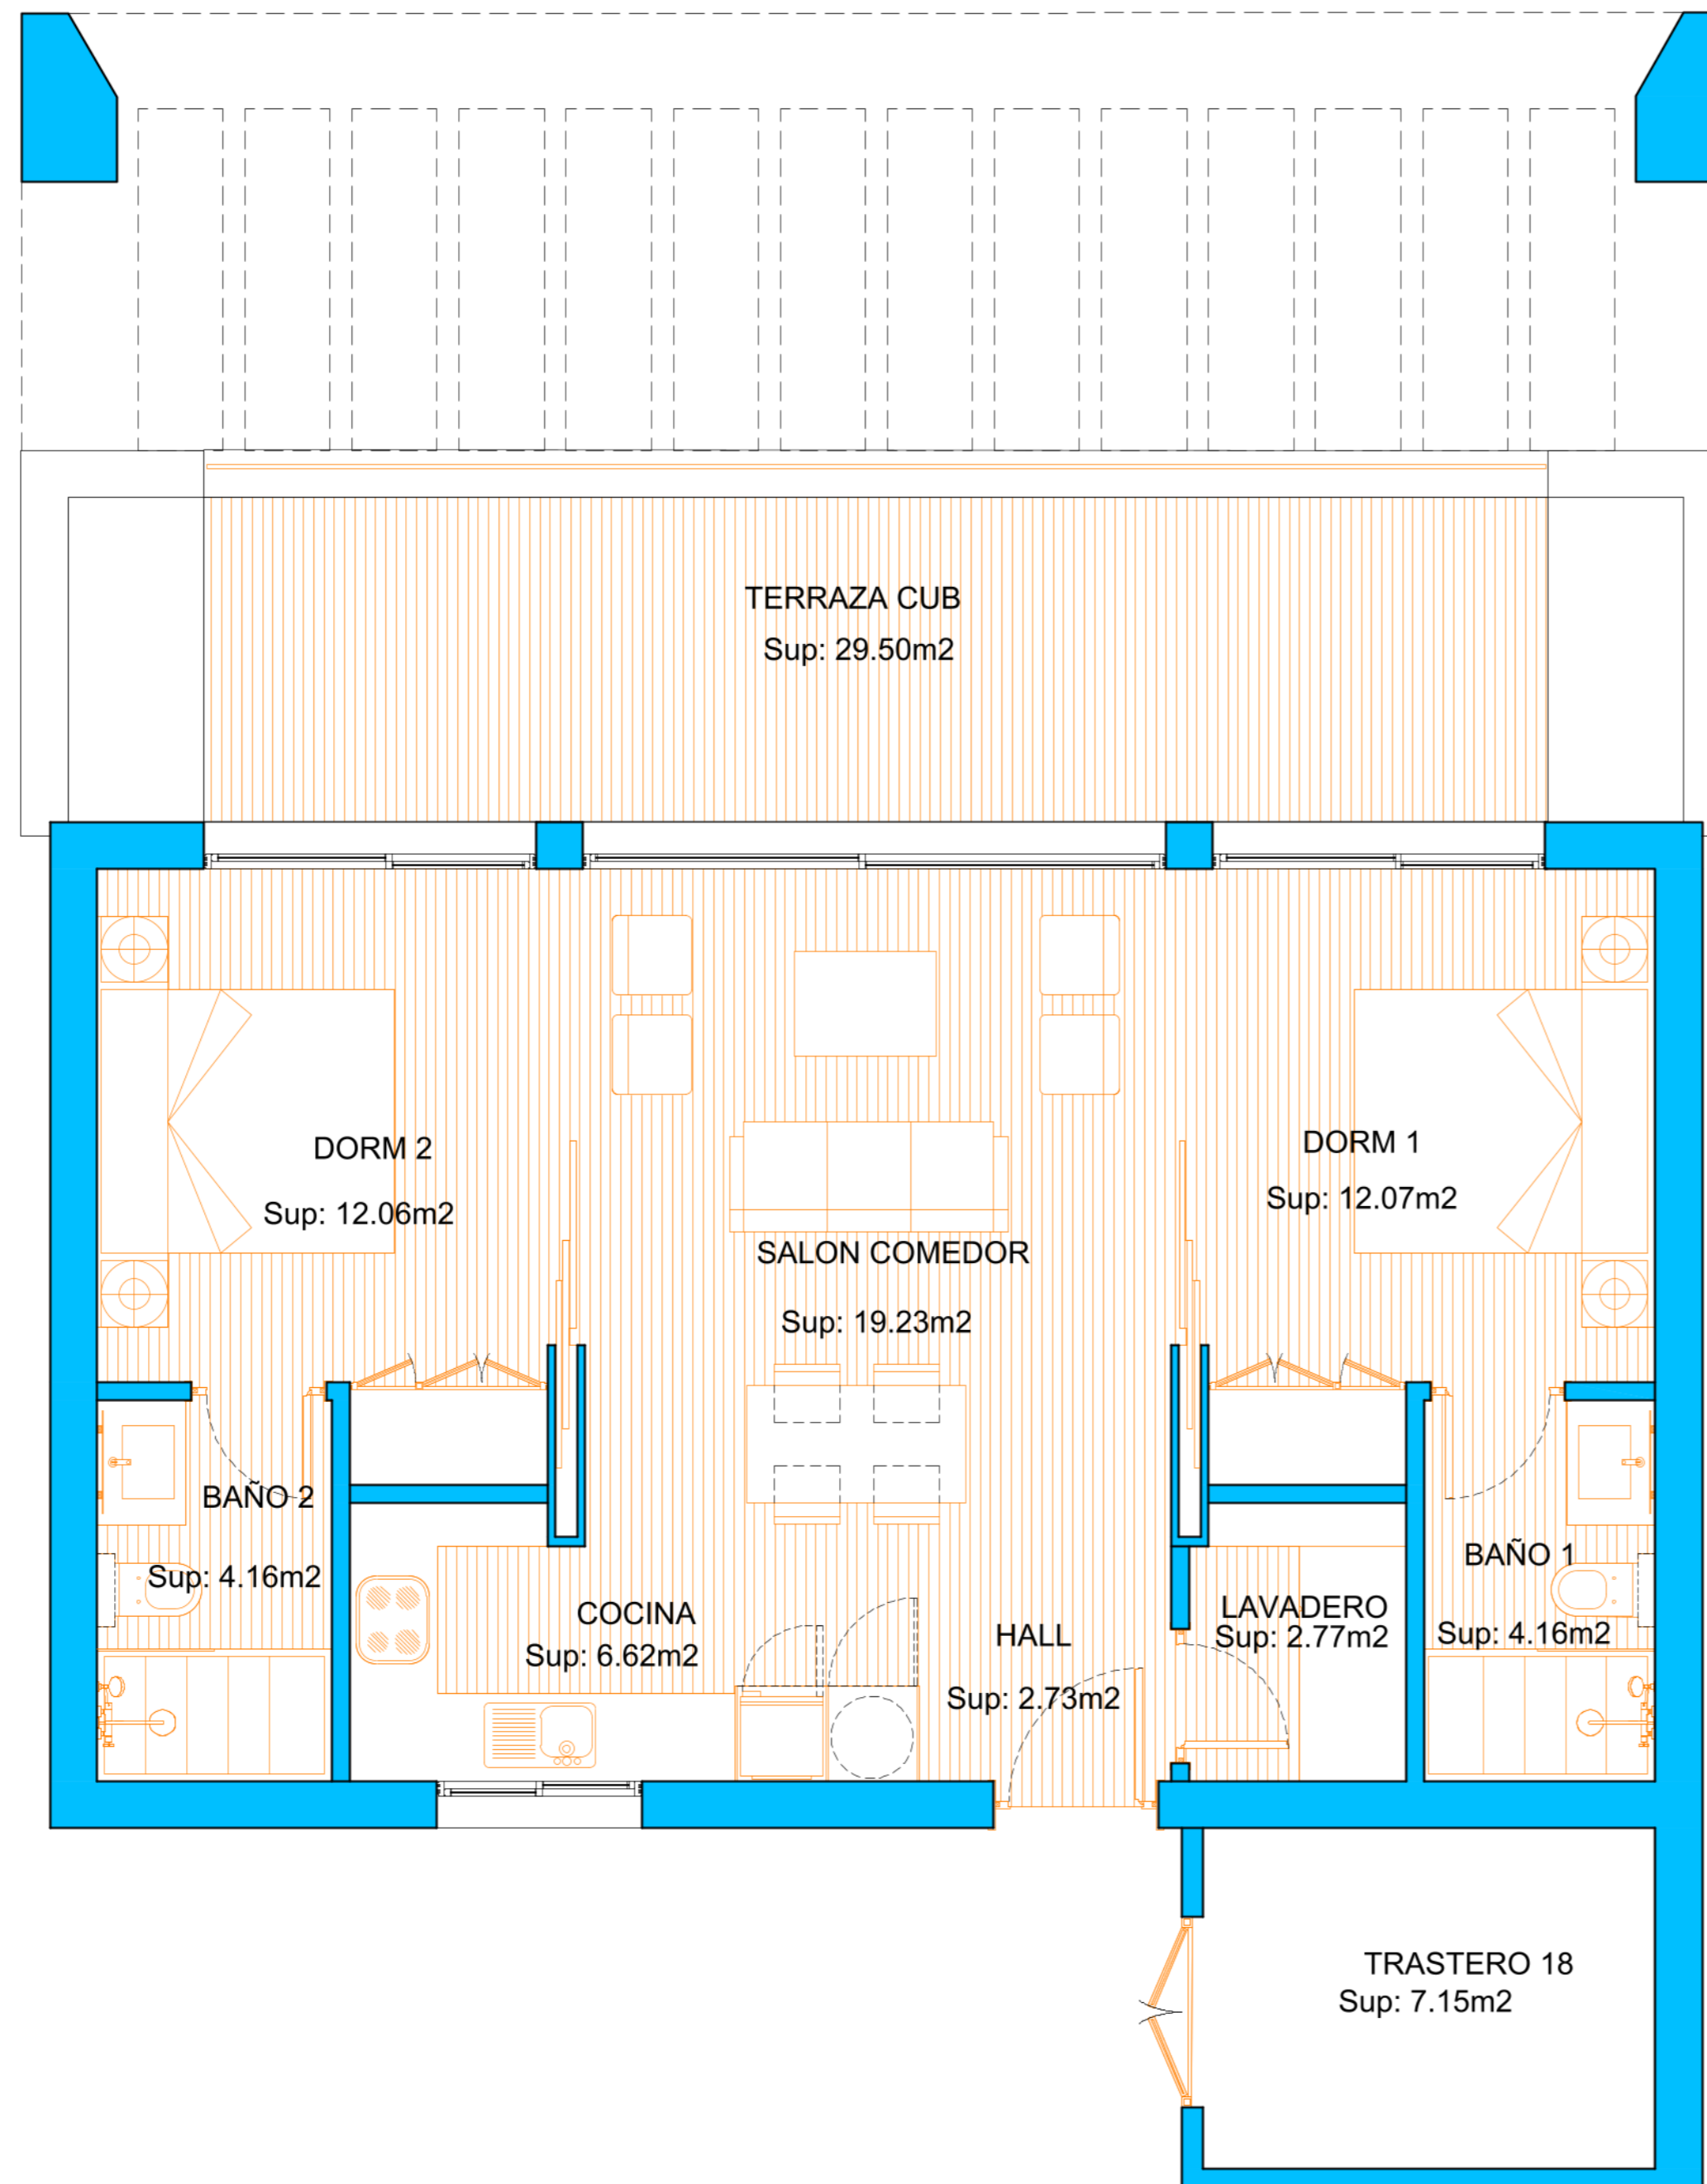 TERRAZA CUB
Sup: 29.50m2
DORM 2
Sup: 12.06m2
DORM 1
Sup: 12.07m2
SALON COMEDOR
Sup: 19.23m2
BAÑO 2
Sup: 4.16m2
COCINA
Sup: 6.62m2
HALL
Sup: 2.73m2
LAVADERO
Sup: 2.77m2
BAÑO 1
Sup: 4.16m2
TRASTERO 18
Sup: 7.15m2